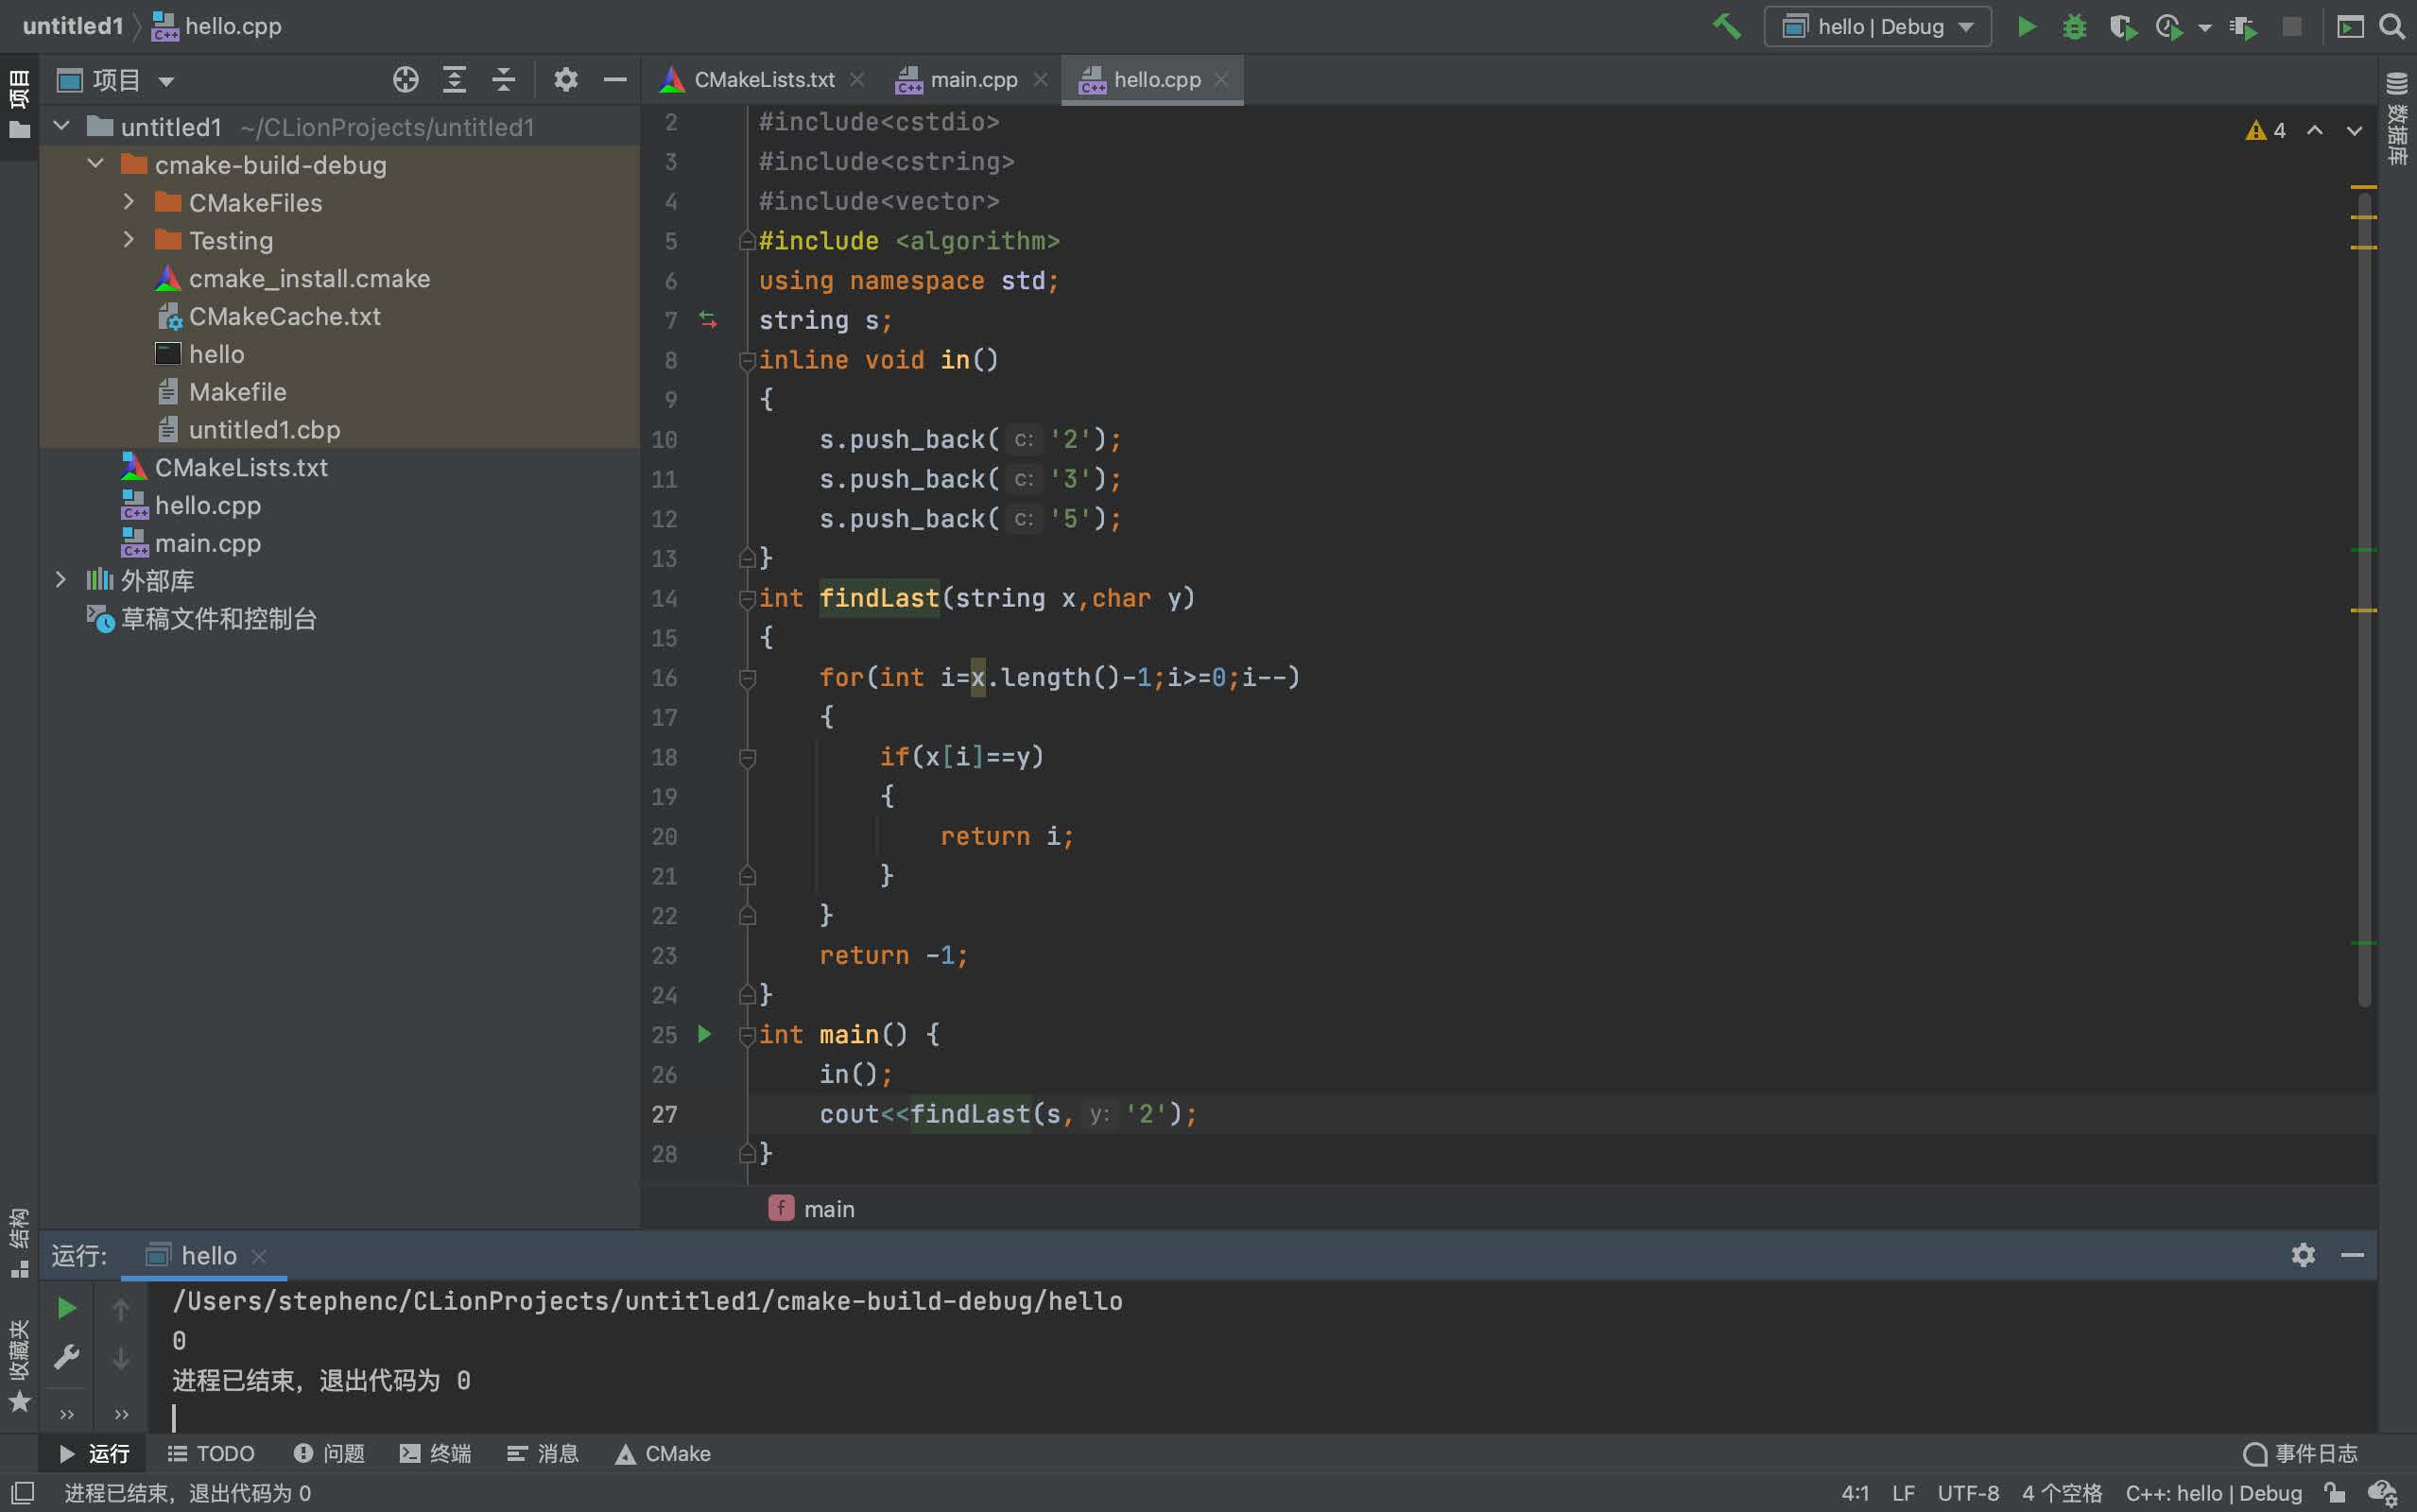 untitled1 hello.cpp
hello | Debug
项目
项目
CMakeLists.txt
main.cpp
hello.cpp
untitled1 ~/CLionProjects/untitled1
cmake-build-debug
CMakeFiles
Testing
cmake_install.cmake
CMakeCache.txt
hello
Makefile
untitled1.cbp
CMakeLists.txt
hello.cpp
main.cpp
外部库
草稿文件和控制台
4
数据库
2 #include<cstdio>
3 #include<cstring>
4 #include<vector>
5 #include <algorithm>
6 using namespace std;
7 string s;
8 inline void in()
9 {
10 s.push_back( c: '2');
11 s.push_back( c: '3');
12 s.push_back( c: '5');
13 }
14 int findLast(string x,char y)
15 {
16 for(int i=x.length()-1;i>=0;i--)
17 {
18 if(x[i]==y)
19 {
20 return i;
21 }
22 }
23 return -1;
24 }
25 int main() {
26 in();
27 cout<<findLast(s, y: '2');
28 }
f main
结构
收藏夹
运行: hello
/Users/stephenc/CLionProjects/untitled1/cmake-build-debug/hello
0
进程已结束，退出代码为 0
运行 TODO 问题 终端 消息 CMake 事件日志
进程已结束，退出代码为 0 4:1 LF UTF-8 4 个空格 C++: hello | Debug